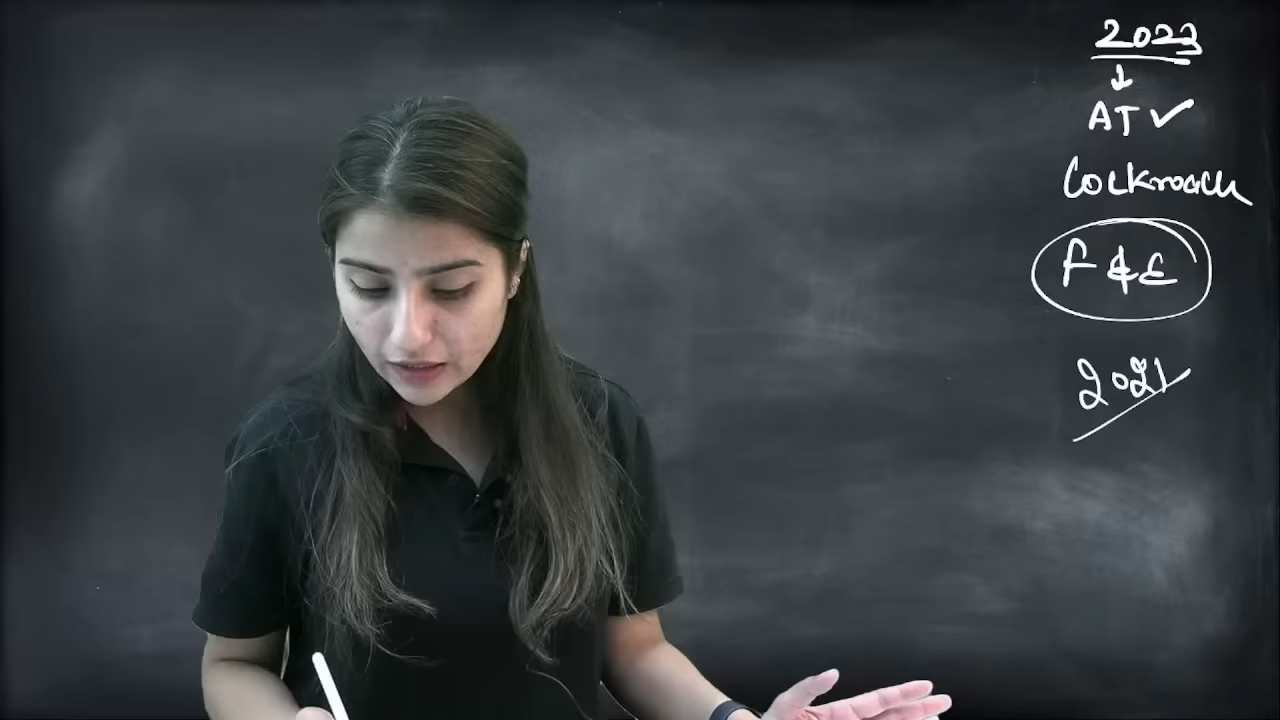 2023
↓
AT ✓
Cockroach
F & E
2021